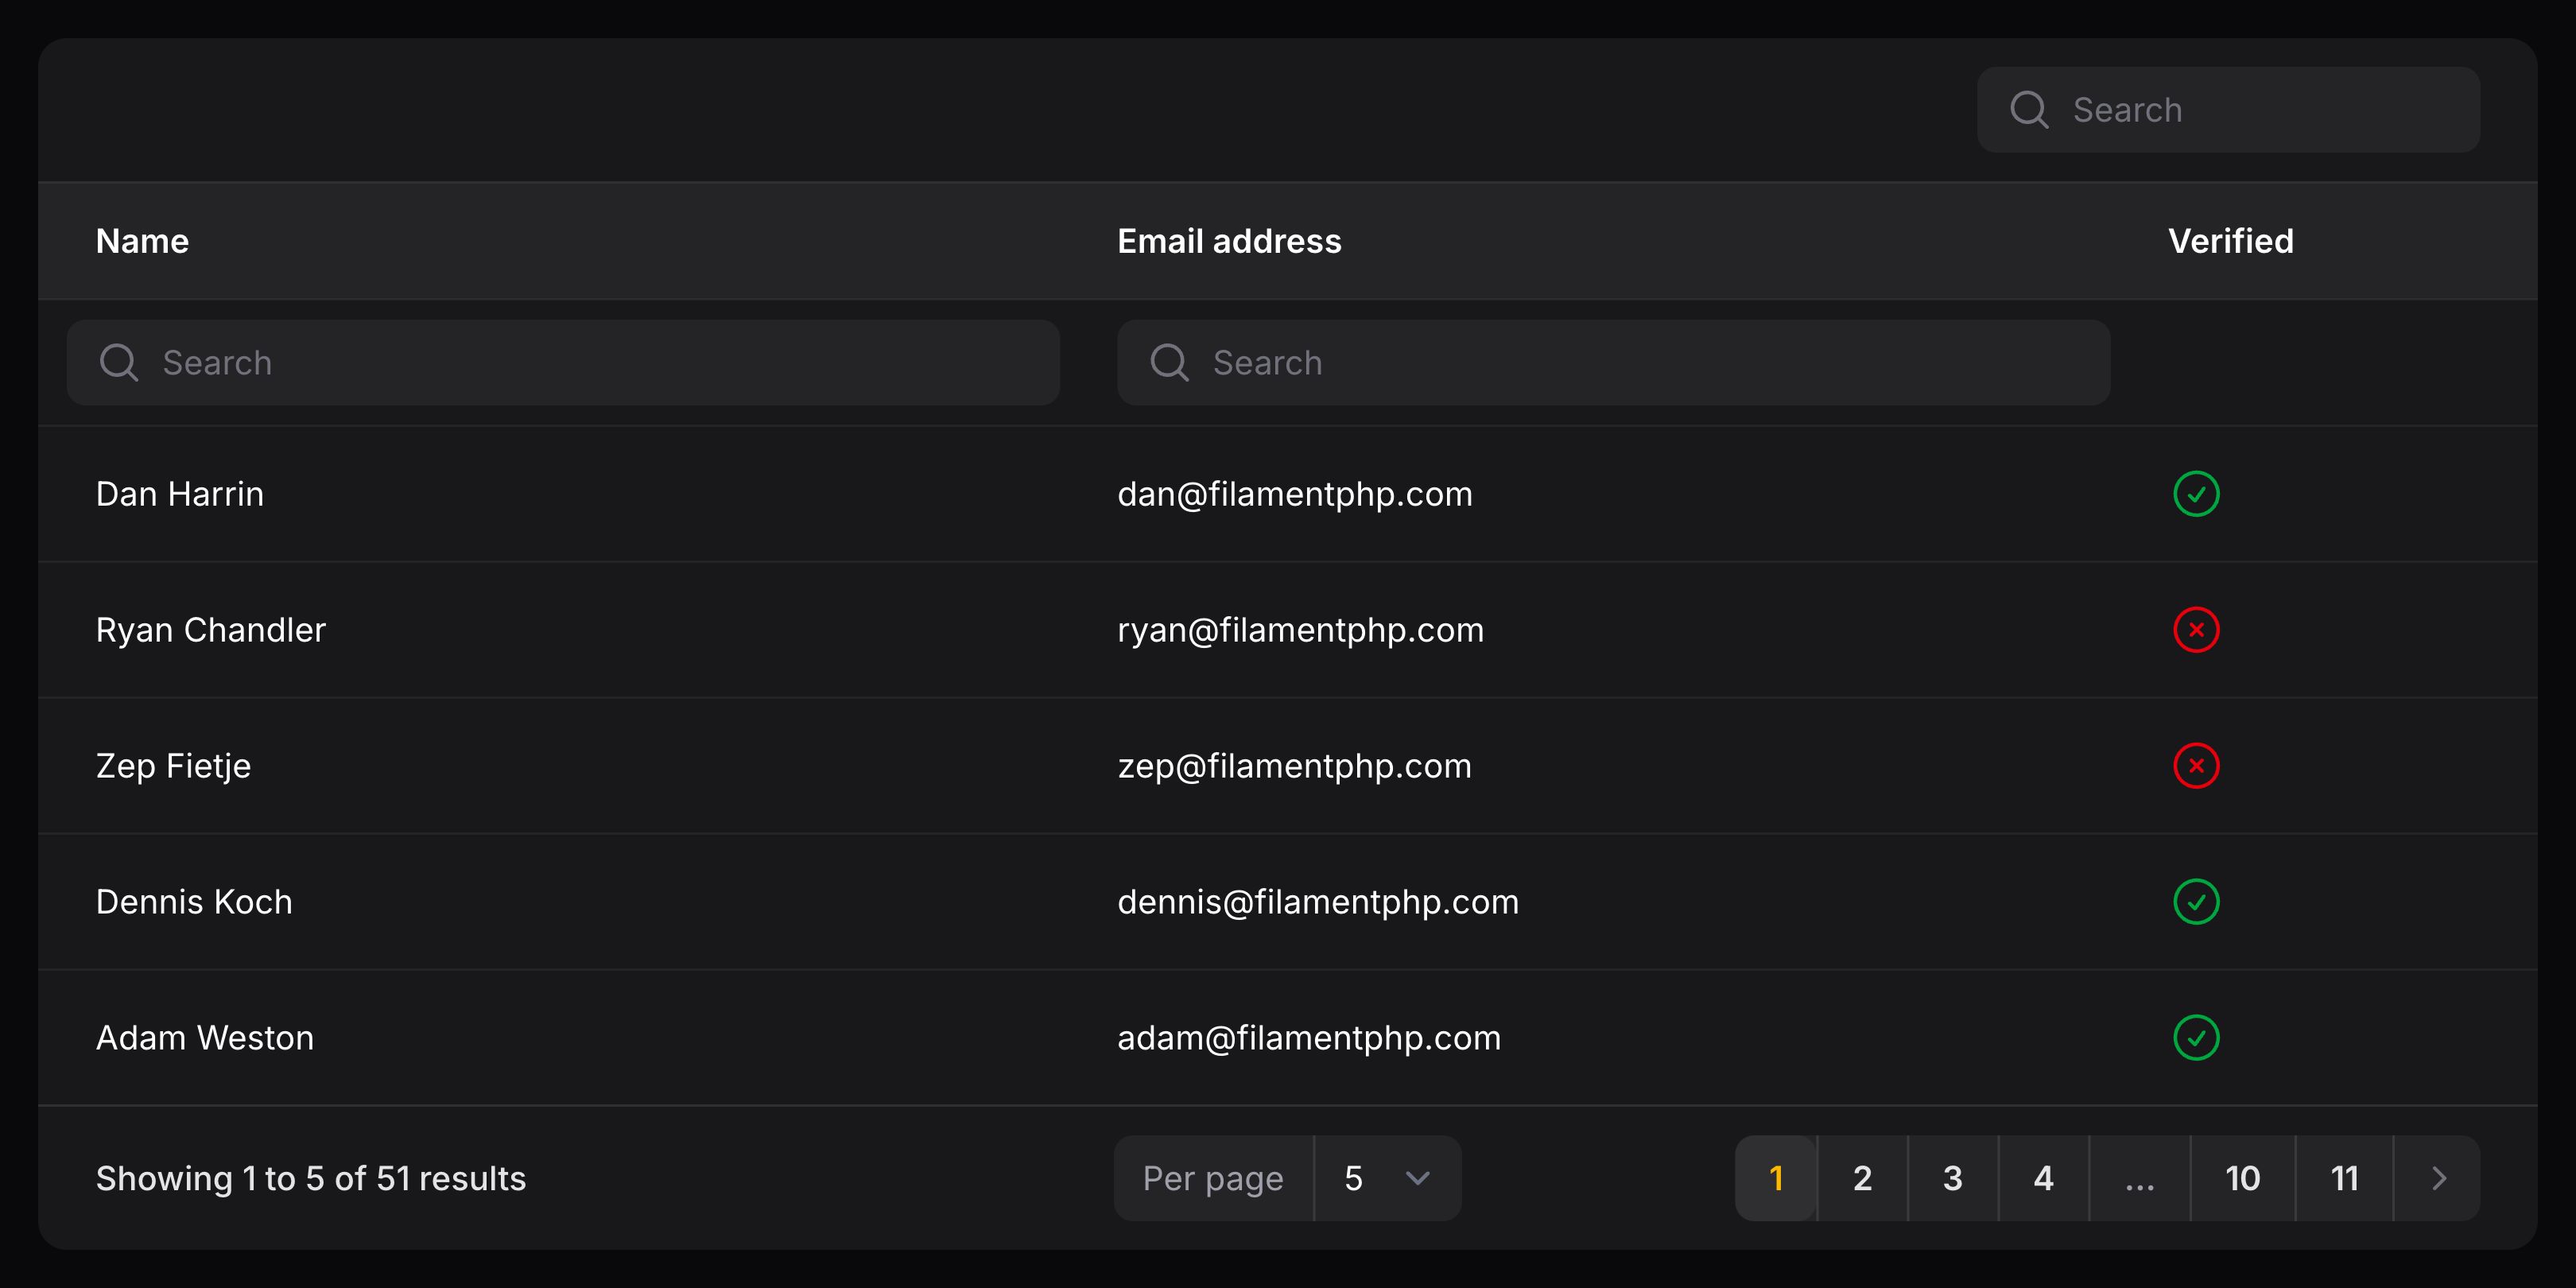 Search
Name Email address Verified
Search Search
Dan Harrin dan@filamentphp.com
Ryan Chandler ryan@filamentphp.com
Zep Fietje zep@filamentphp.com
Dennis Koch dennis@filamentphp.com
Adam Weston adam@filamentphp.com
Showing 1 to 5 of 51 results Per page 5 1 2 3 4 ... 10 11